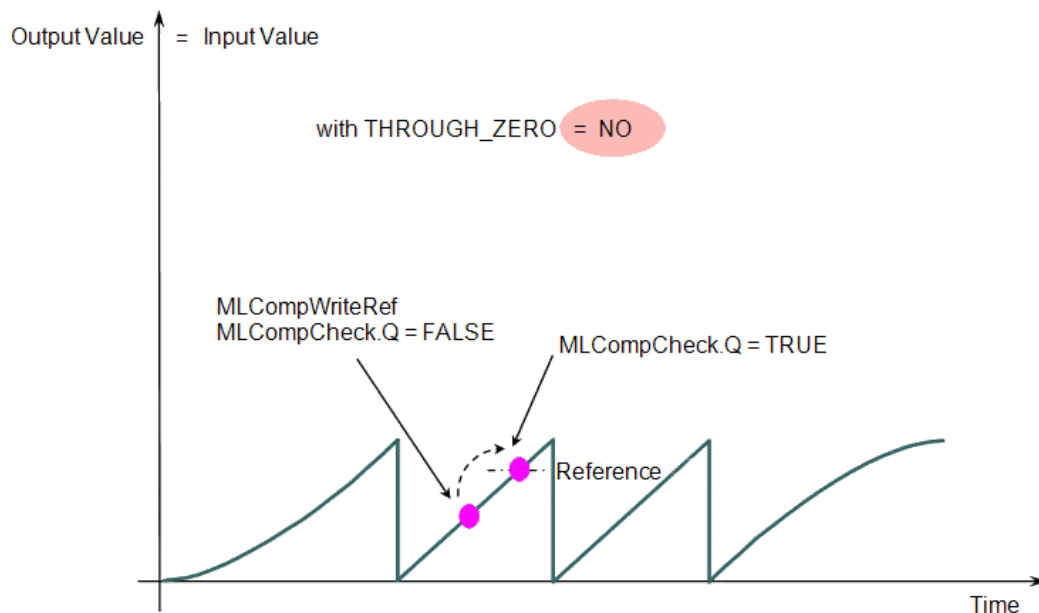 Output Value = Input Value
with THROUGH_ZERO = NO
MLCompWriteRef
MLCompCheck.Q = FALSE
MLCompCheck.Q = TRUE
Reference
Time